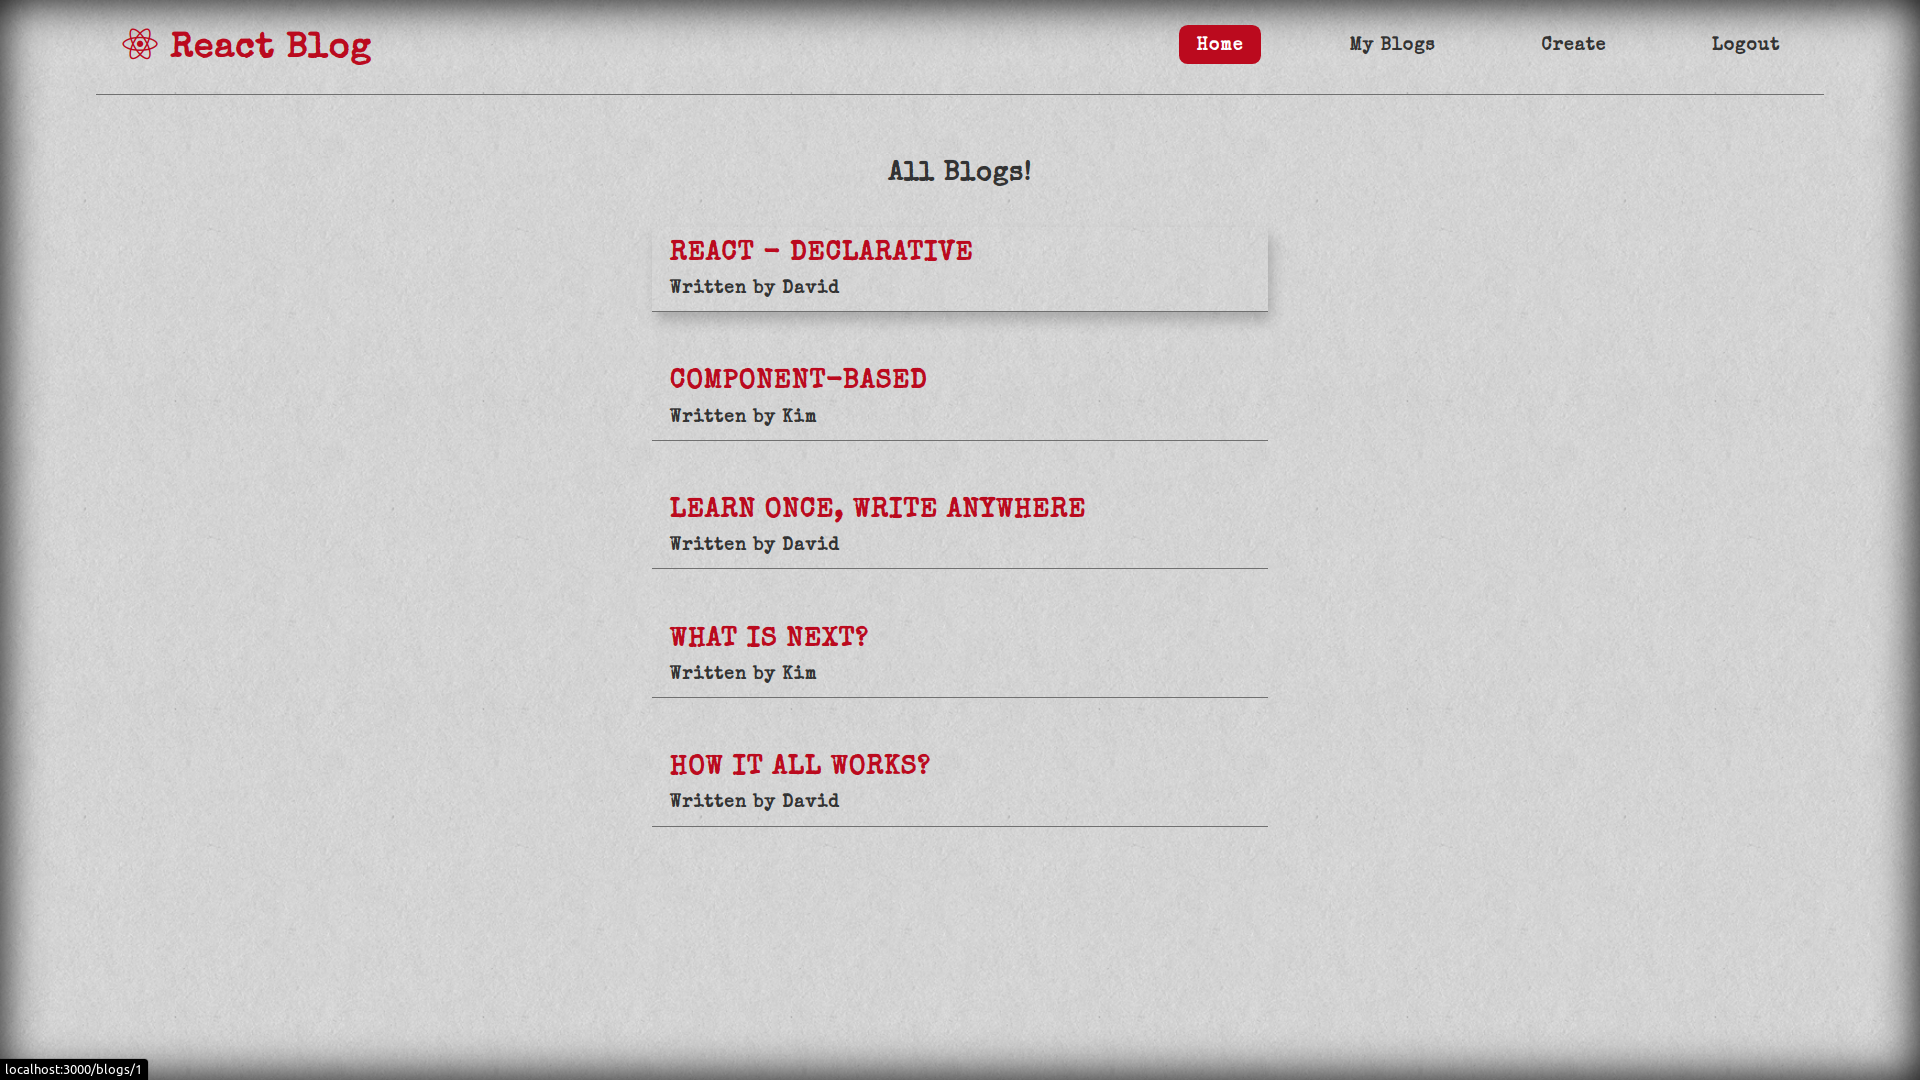 React Blog
Home
My Blogs
Create
Logout
All Blogs!
REACT - DECLARATIVE
Written by David
COMPONENT-BASED
Written by Kim
LEARN ONCE, WRITE ANYWHERE
Written by David
WHAT IS NEXT?
Written by Kim
HOW IT ALL WORKS?
Written by David
localhost:3000/blogs/1